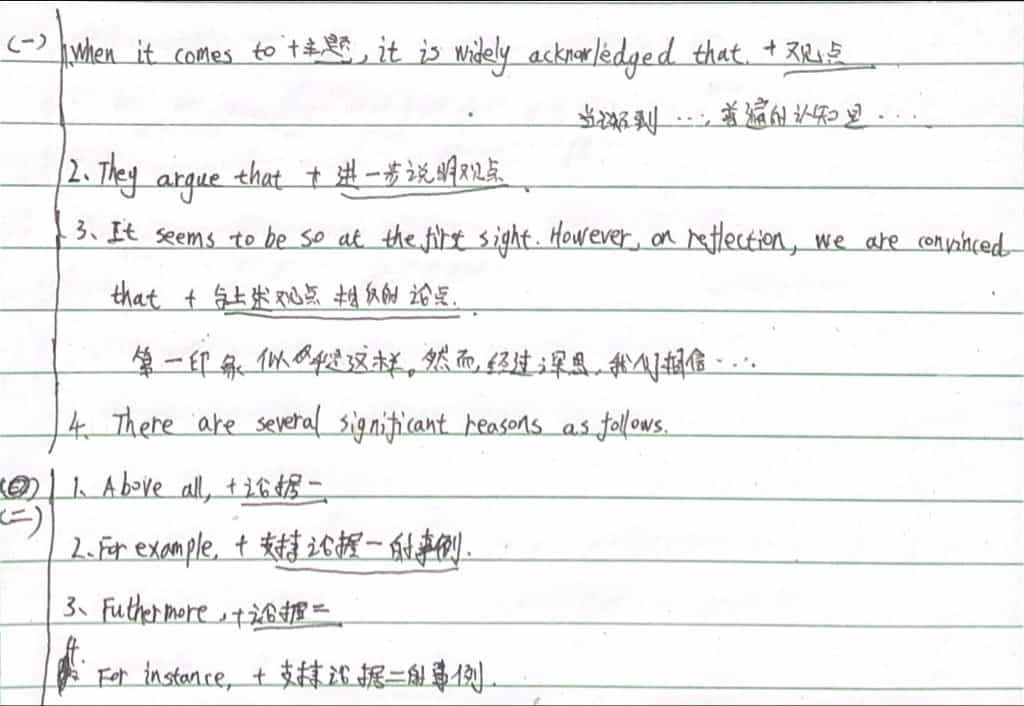 (一) 1. When it comes to +主题, it is widely acknowledged that. + 观点
当谈到 ..., 普遍的认知是 ....
2、They argue that + 进一步说明观点.
3、It seems to be so at the first sight. However, on reflection, we are convinced
that + 与上述观点相反的论点.
第一印象似乎是这样。然而,经过深思,我们相信 ....
4、There are several significant reasons as follows.
(二) 1、Above all, +论据一
2、For example, + 支持论据一的事例.
3、Futhermore, +论据二
4. For instance, + 支持论据二的事例.